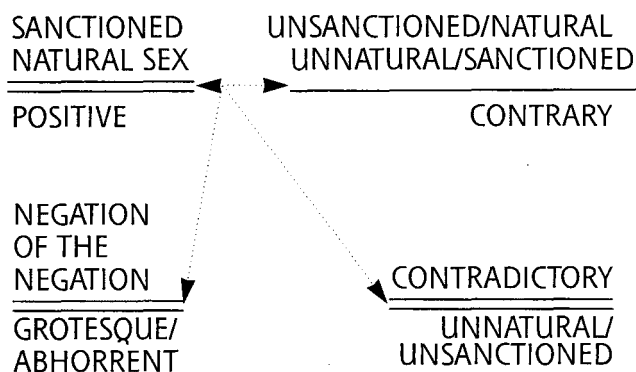 SANCTIONED
NATURAL SEX
POSITIVE
UNSANCTIONED/NATURAL
UNNATURAL/SANCTIONED
CONTRARY
NEGATION
OF THE
NEGATION
GROTESQUE/
ABHORRENT
CONTRADICTORY
UNNATURAL/
UNSANCTIONED